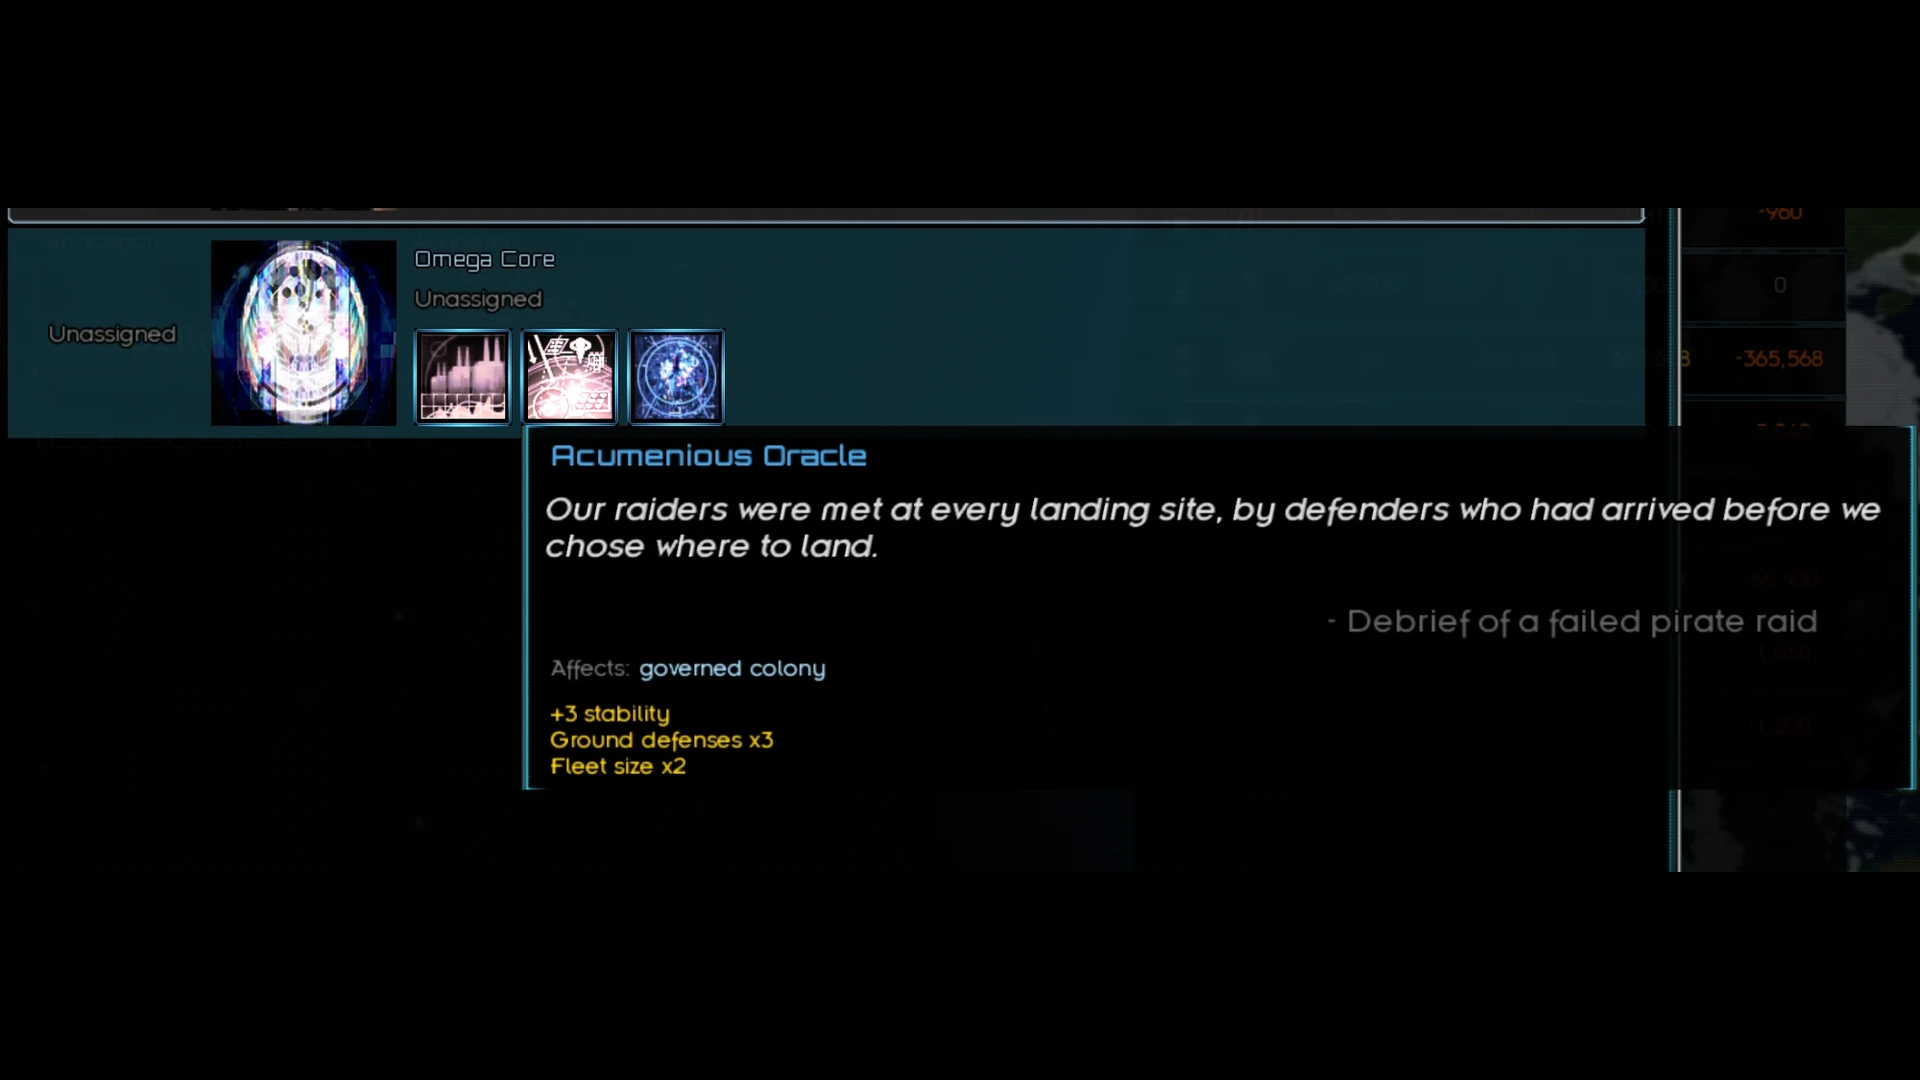 -960
Omega Core
Unassigned
0
Unassigned
-365,568
Acumenious Oracle
Our raiders were met at every landing site, by defenders who had arrived before we
chose where to land.
- Debrief of a failed pirate raid
Affects: governed colony
+3 stability
Ground defenses x3
Fleet size x2